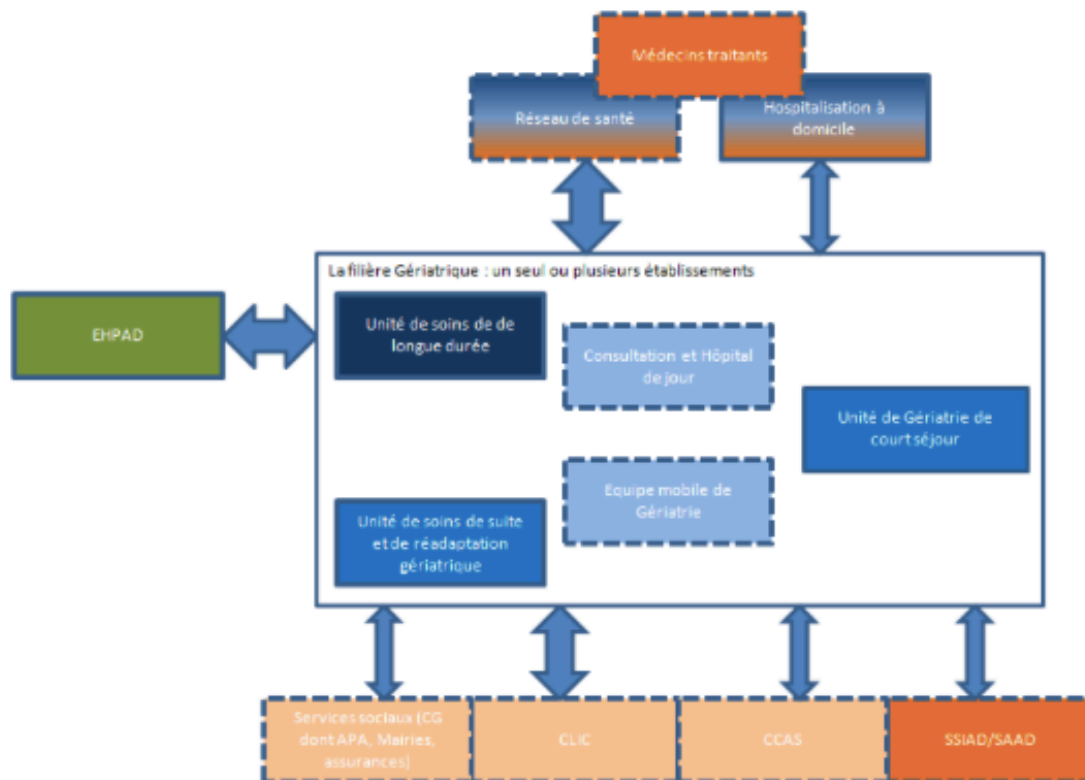 Médecins traitants
Réseau de santé
Hospitalisation à
domicile
La filière Gériatrique : un seul ou plusieurs établissements
EHPAD
Unité de soins de de
longue durée
Consultation et Hôpital
de jour
Unité de Gériatrie de
court séjour
Equipe mobile de
Gériatrie
Unité de soins de suite
et de réadaptation
gériatrique
Services sociaux (CG
dont APA, Mairies,
assurances)
CLIC
CCAS
SSIAD/SAAD